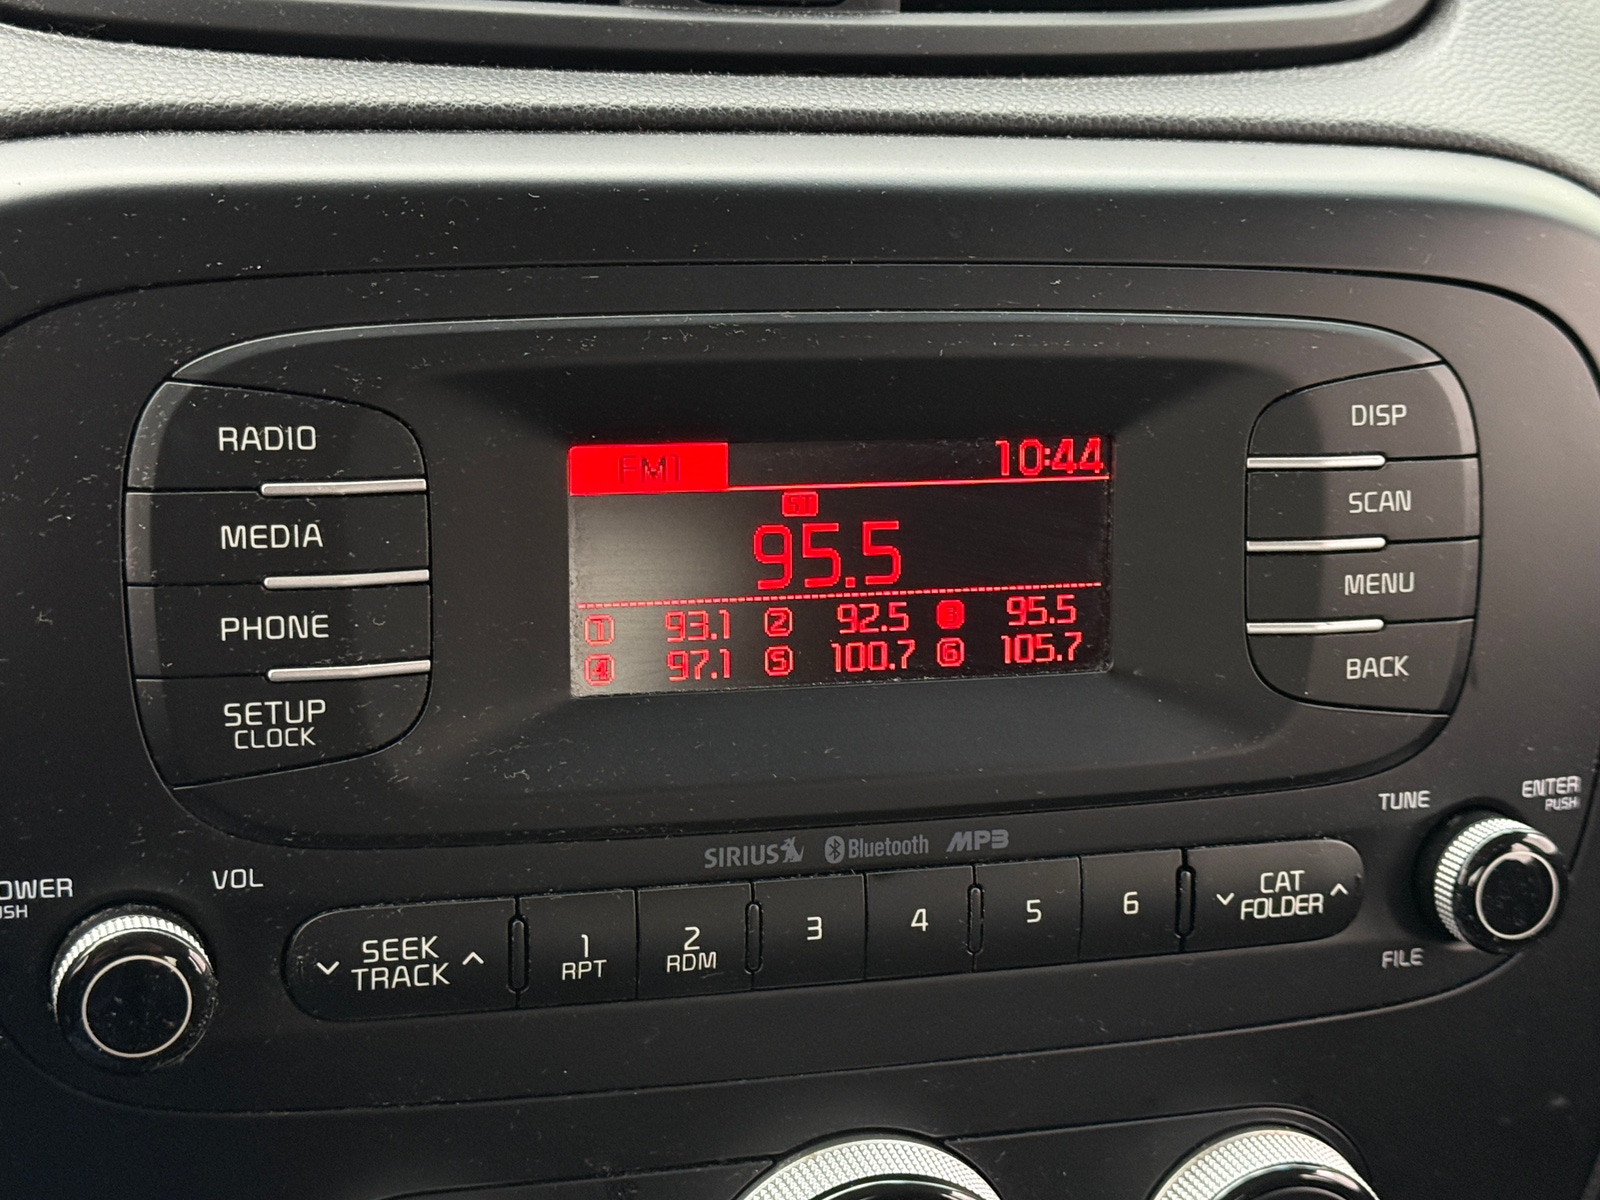 RADIO
MEDIA
PHONE
SETUP
CLOCK
FM1 10:44
ST
95.5
1 93.1 2 92.5 3 95.5
4 97.1 5 100.7 6 105.7
DISP
SCAN
MENU
BACK
SIRIUS Bluetooth MP3
VOL
SEEK
TRACK
1
RPT
2
RDM
3
4
5
6
CAT
FOLDER
TUNE
ENTER
PUSH
FILE